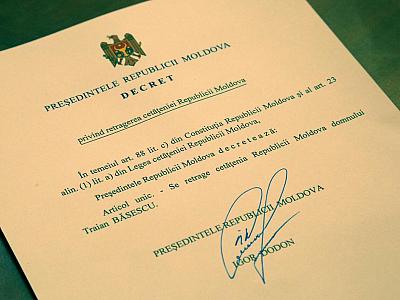 PREŞEDINTELE REPUBLICII MOLDOVA
DECRET
privind retragerea cetăţeniei Republicii Moldova
În temeiul art. 88 lit. c) din Constituţia Republicii Moldova şi al art. 23
alin. (1) lit. a) din Legea cetăţeniei Republicii Moldova,
Preşedintele Republicii Moldova decretează:
Articol unic. - Se retrage cetăţenia Republicii Moldova domnului
Traian BĂSESCU.
PREŞEDINTELE REPUBLICII MOLDOVA
IGOR DODON